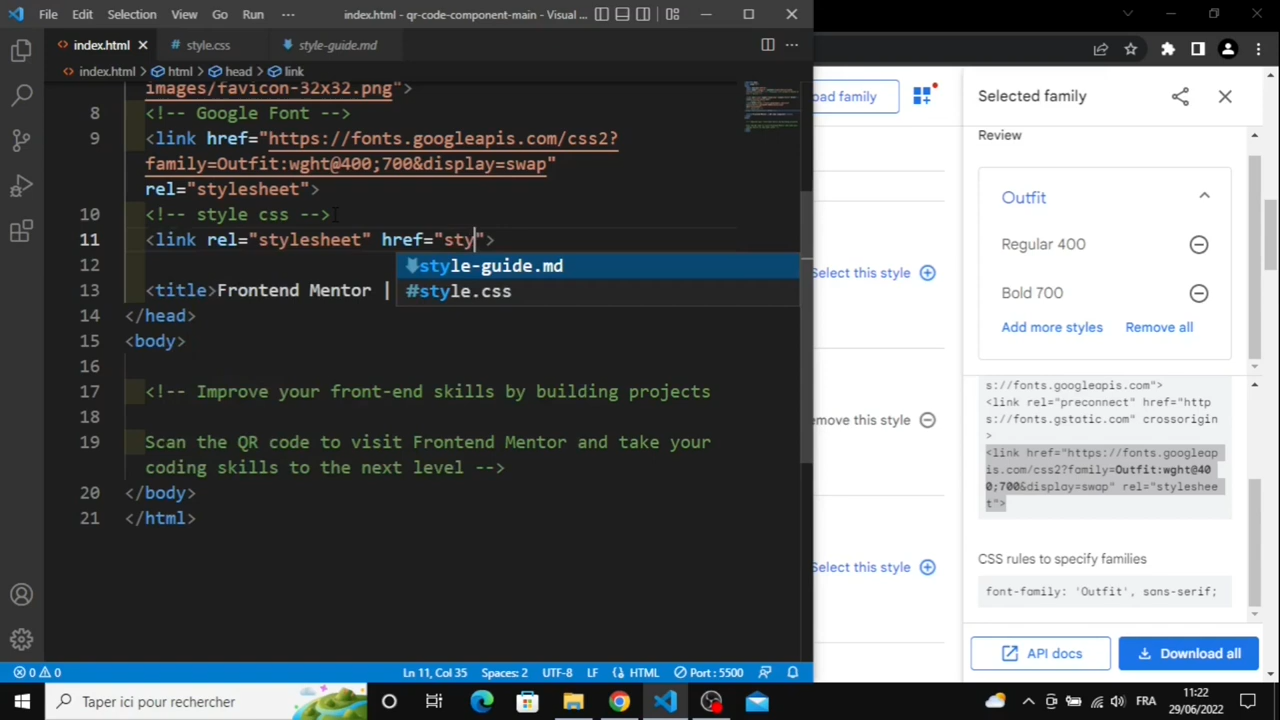 File Edit Selection View Go Run ··· index.html - qr-code-component-main - Visual ...
index.html style.css style-guide.md
index.html > html > head > link
images/favicon-32x32.png">
8 <!-- Google Font -->
9 <link href="https://fonts.googleapis.com/css2?
family=Outfit:wght@400;700&display=swap"
rel="stylesheet">
10 <!-- style css -->
11 <link rel="stylesheet" href="sty">
style-guide.md
style.css
12
13 <title>Frontend Mentor |
14 </head>
15 <body>
16
17 <!-- Improve your front-end skills by building projects
18
19 Scan the QR code to visit Frontend Mentor and take your
coding skills to the next level -->
20 </body>
21 </html>
0 0 Ln 11, Col 35 Spaces: 2 UTF-8 LF HTML Port : 5500
oad family
Select this style
move this style
Select this style
Selected family
Review
Outfit
Regular 400
Bold 700
Add more styles Remove all
s://fonts.googleapis.com">
<link rel="preconnect" href="http
s://fonts.gstatic.com" crossorigin
>
<link href="https://fonts.googleap
is.com/css2?family=Outfit:wght@40
0;700&display=swap" rel="styleshee
t">
CSS rules to specify families
font-family: 'Outfit', sans-serif;
API docs Download all
Taper ici pour rechercher
FRA
11:22
29/06/2022